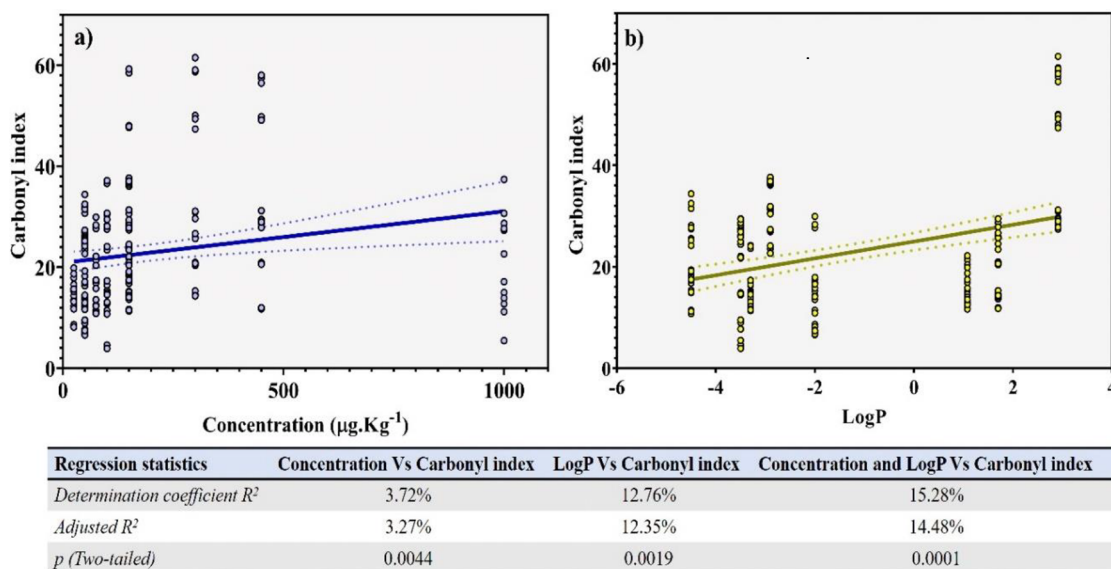 a)
60
40
20
0
Carbonyl index
0
500
1000
Concentration (µg.Kg⁻¹)
b)
60
40
20
0
Carbonyl index
-6
-4
-2
0
2
4
LogP
Regression statistics Concentration Vs Carbonyl index LogP Vs Carbonyl index Concentration and LogP Vs Carbonyl index
Determination coefficient R² 3.72% 12.76% 15.28%
Adjusted R² 3.27% 12.35% 14.48%
p (Two-tailed) 0.0044 0.0019 0.0001